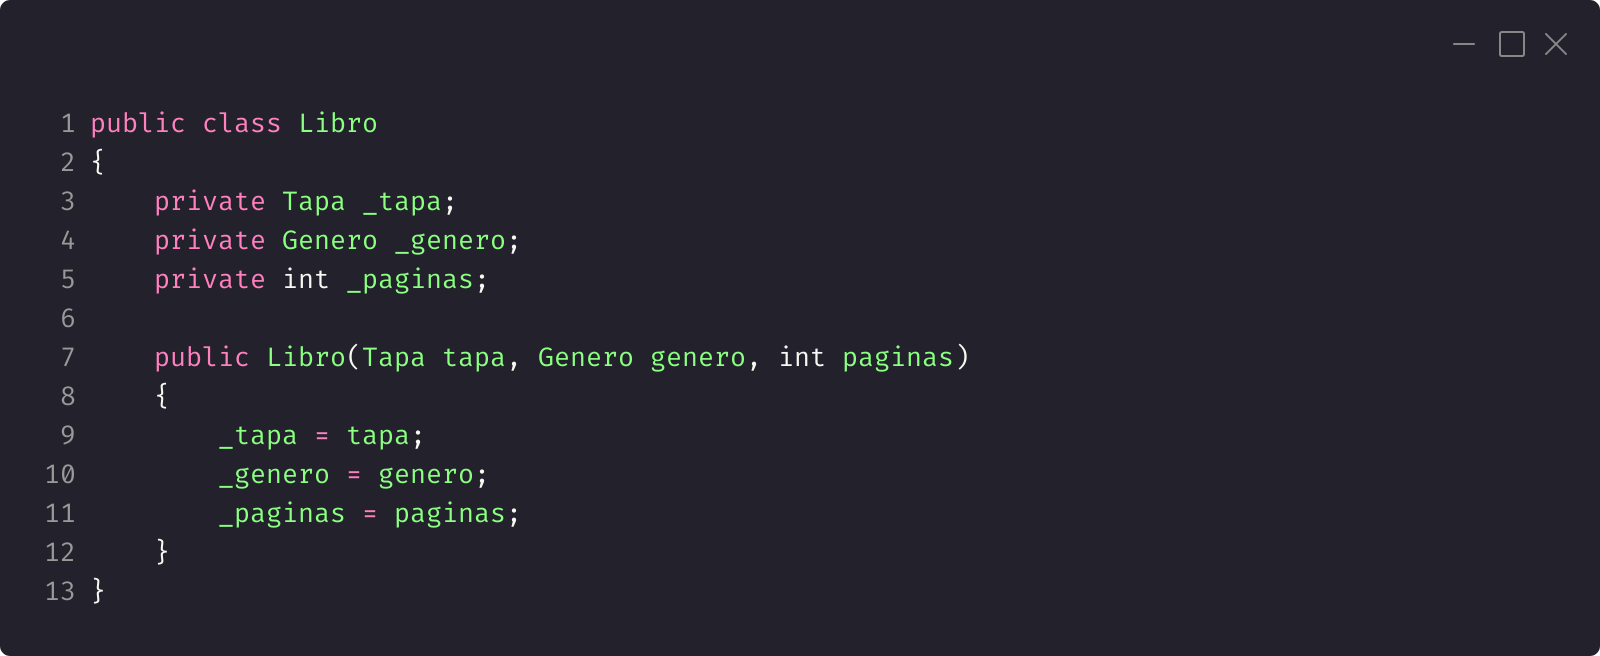 1 public class Libro
2 {
3     private Tapa _tapa;
4     private Genero _genero;
5     private int _paginas;
6
7     public Libro(Tapa tapa, Genero genero, int paginas)
8     {
9         _tapa = tapa;
10         _genero = genero;
11         _paginas = paginas;
12     }
13 }